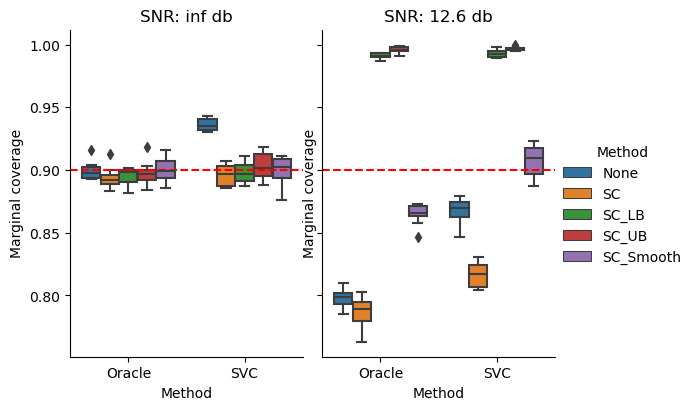 SNR: inf db
SNR: 12.6 db
Marginal coverage
1.00
0.95
0.90
0.85
0.80
Marginal coverage
Oracle
SVC
Oracle
SVC
Method
Method
Method
None
SC
SC_LB
SC_UB
SC_Smooth